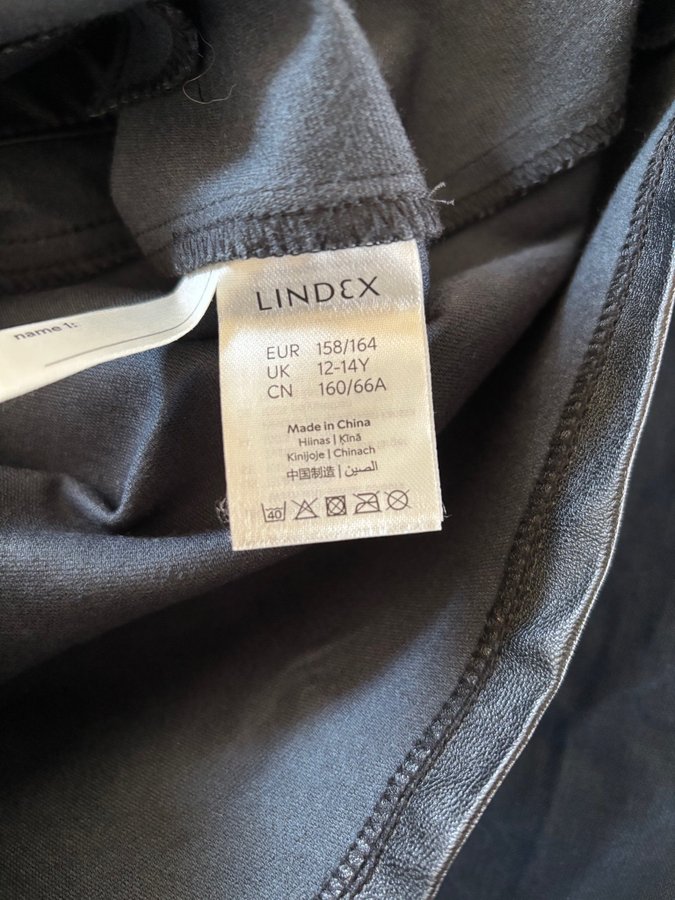 LINDEX
name 1:
EUR 158/164
UK 12-14Y
CN 160/66A
Made in China
Hiinas | Ķīnā
Kinijoje | Chinach
中国制造 | الصين
40